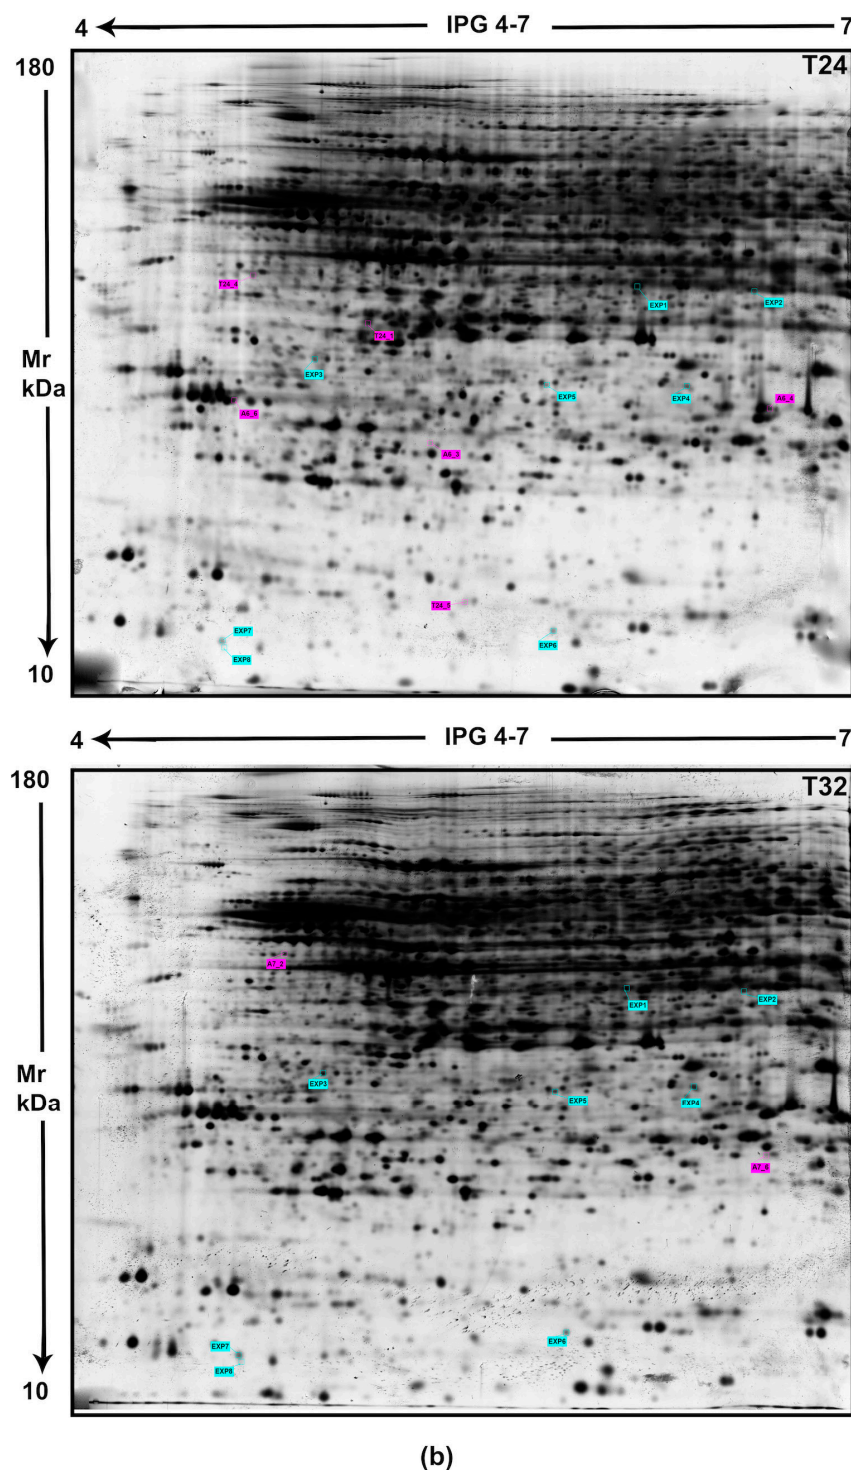 4 IPG 4-7 7
180 T24
T24_4
EXP1 EXP2
T24_1
Mr
kDa
EXP3
EXP5 EXP4 A6_4
A6_6
A6_3
T24_5
EXP7
EXP6
EXP8
10
4 IPG 4-7 7
180 T32
A7_2
EXP1 EXP2
Mr
kDa
EXP3
EXP5 EXP4
A7_6
EXP7 EXP6
EXP8
10
(b)